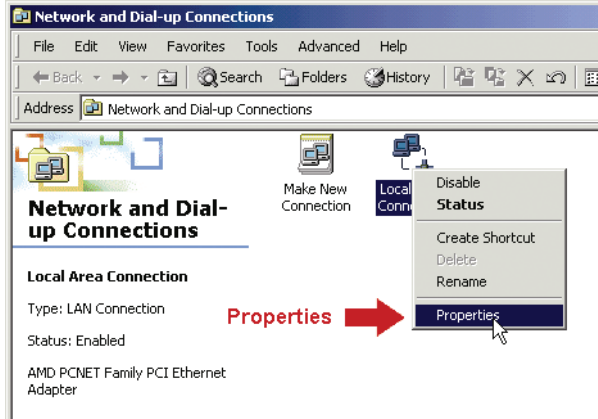 Network and Dial-up Connections
File Edit View Favorites Tools Advanced Help
Back Search Folders History
Address Network and Dial-up Connections
Network and Dial-
up Connections
Local Area Connection
Type: LAN Connection
Status: Enabled
AMD PCNET Family PCI Ethernet
Adapter
Make New
Connection
Local
Conn
Disable
Status
Create Shortcut
Delete
Rename
Properties
Properties